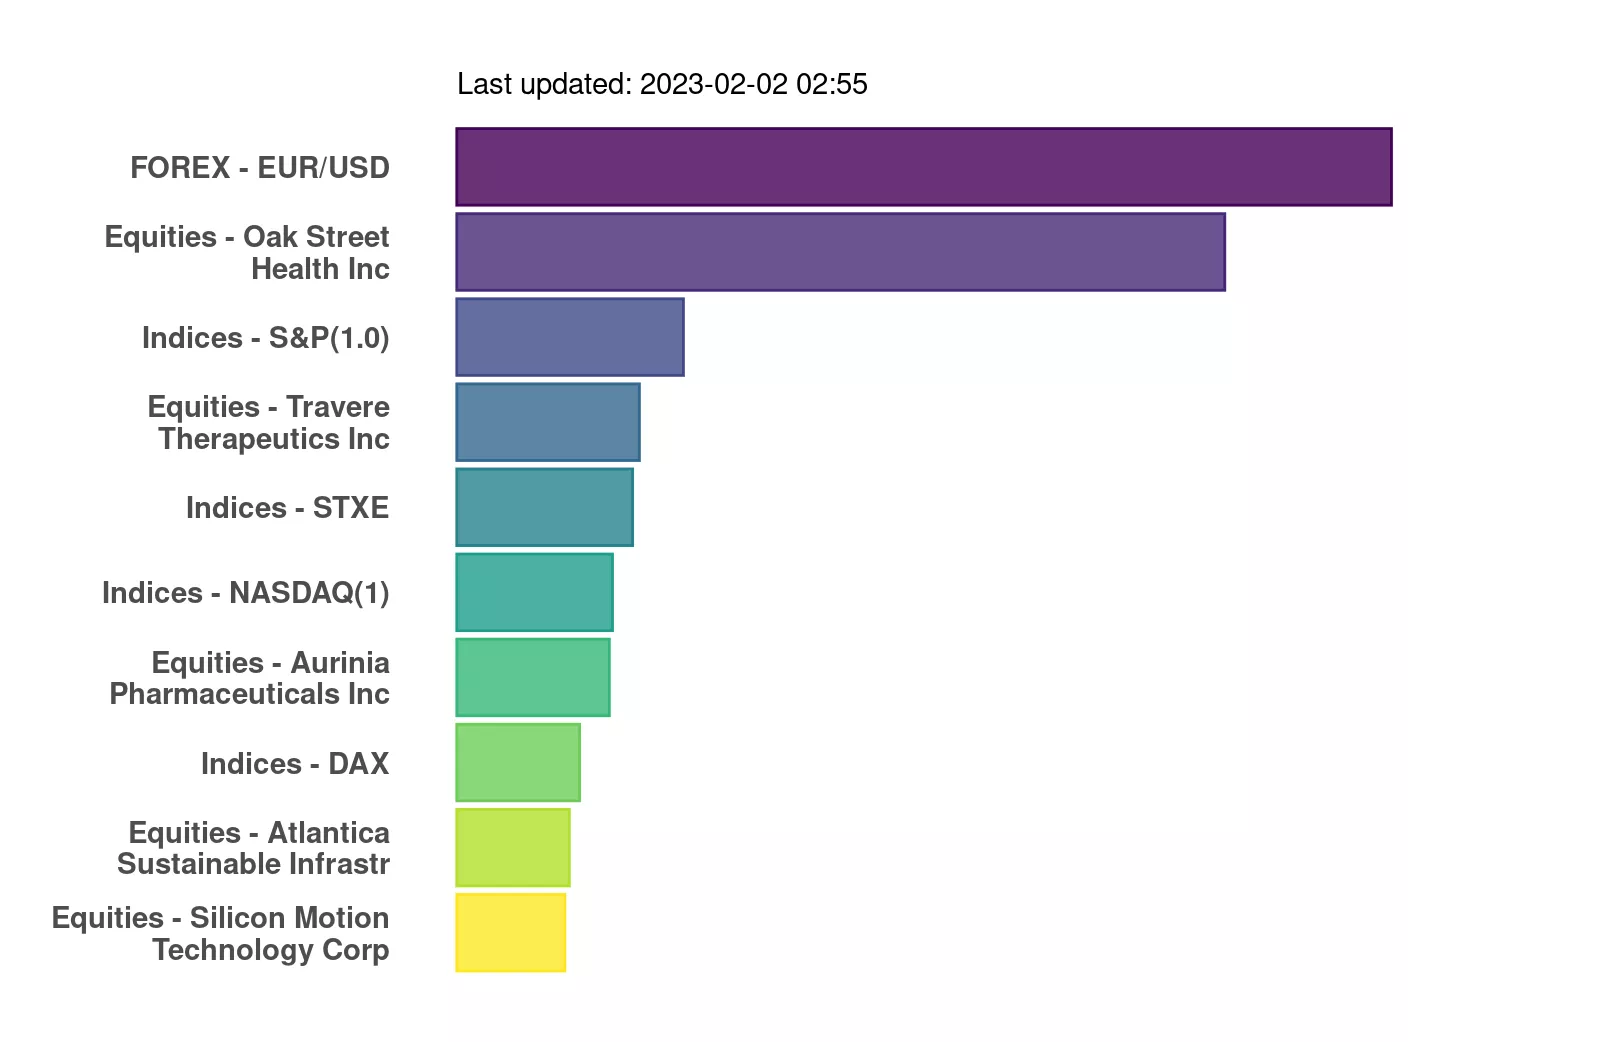 Last updated: 2023-02-02 02:55
FOREX - EUR/USD
Equities - Oak Street
Health Inc
Indices - S&P(1.0)
Equities - Travere
Therapeutics Inc
Indices - STXE
Indices - NASDAQ(1)
Equities - Aurinia
Pharmaceuticals Inc
Indices - DAX
Equities - Atlantica
Sustainable Infrastr
Equities - Silicon Motion
Technology Corp